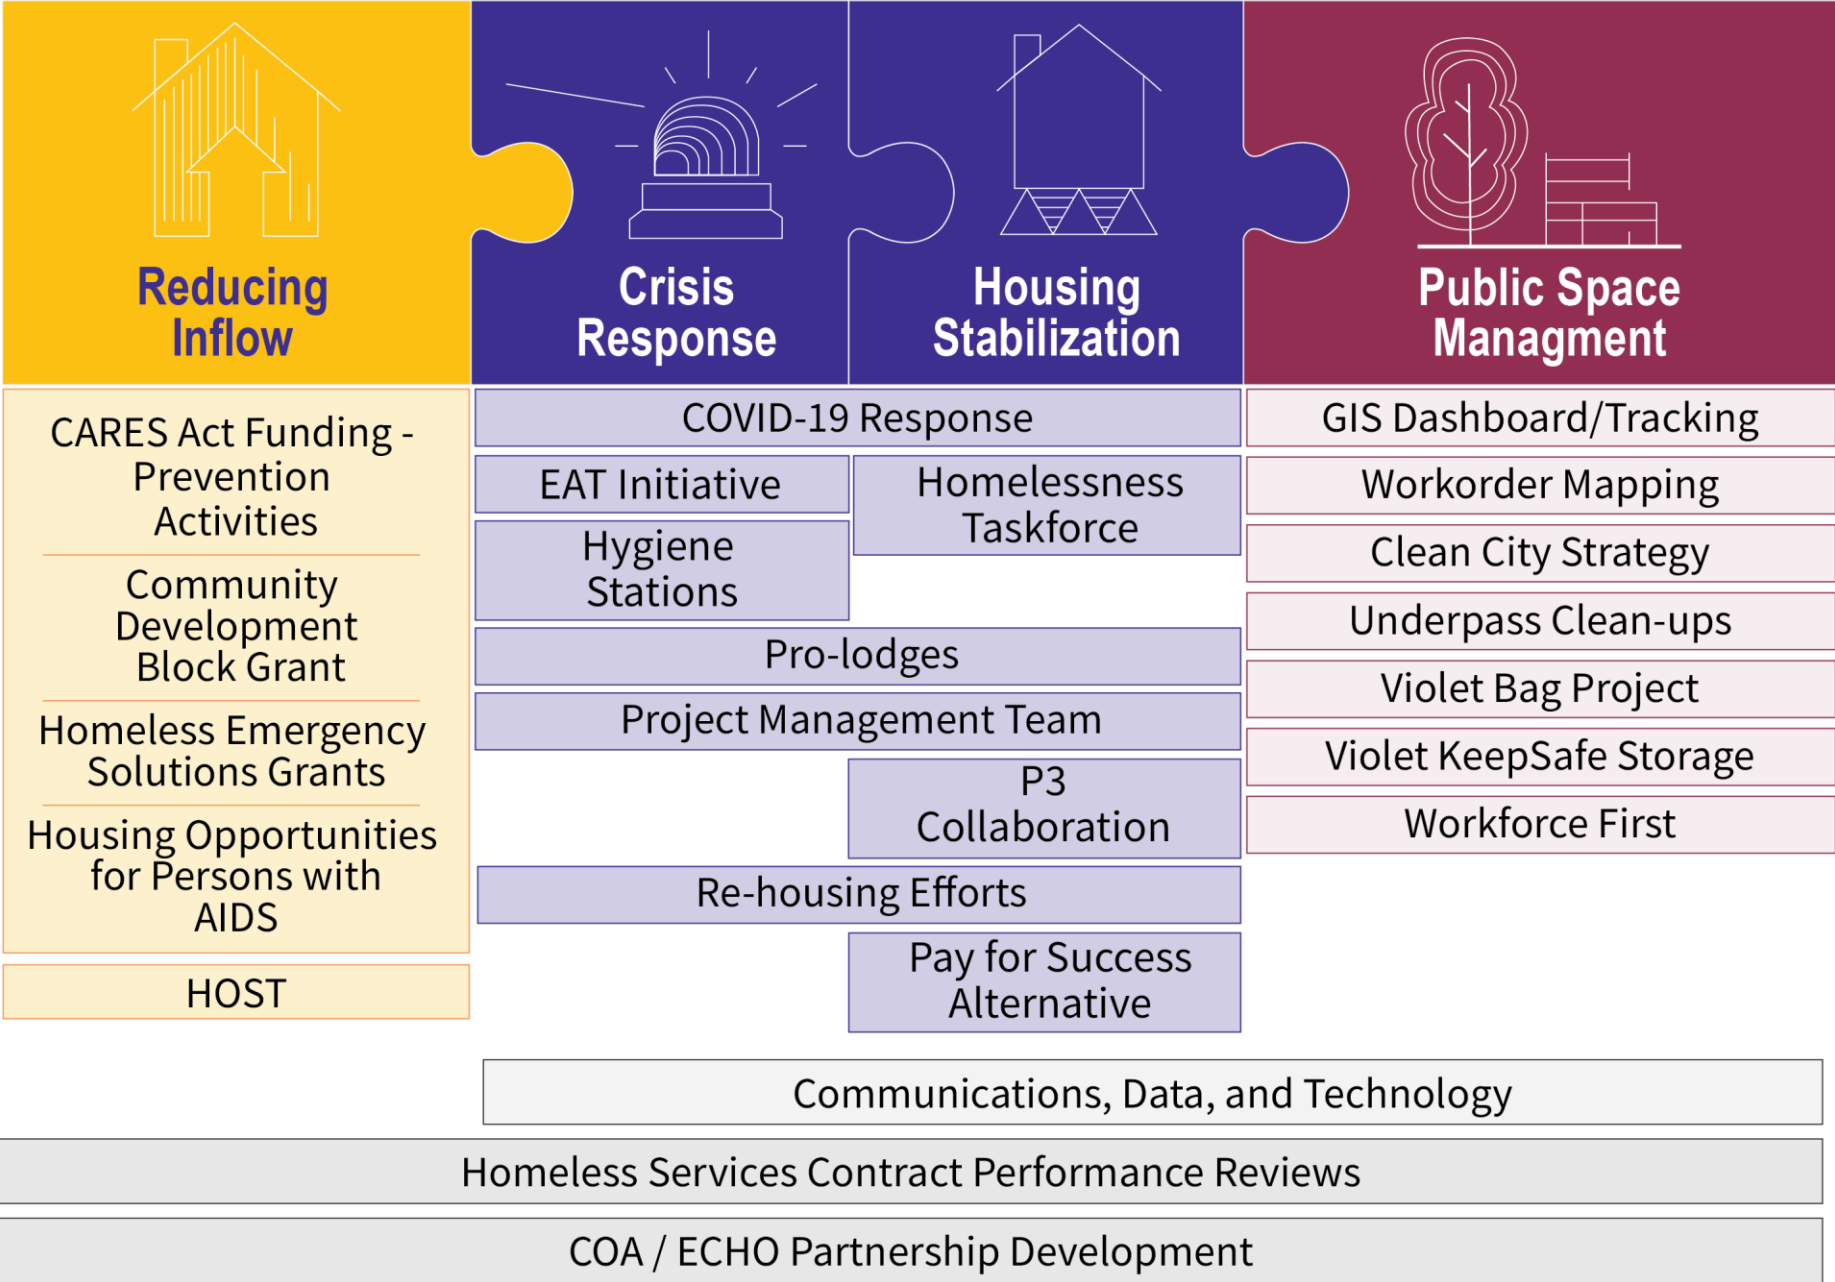 Reducing
Inflow
Crisis
Response
Housing
Stabilization
Public Space
Managment
CARES Act Funding -
Prevention
Activities
Community
Development
Block Grant
Homeless Emergency
Solutions Grants
Housing Opportunities
for Persons with
AIDS
HOST
COVID-19 Response
EAT Initiative
Homelessness
Taskforce
Hygiene
Stations
Pro-lodges
Project Management Team
P3
Collaboration
Re-housing Efforts
Pay for Success
Alternative
GIS Dashboard/Tracking
Workorder Mapping
Clean City Strategy
Underpass Clean-ups
Violet Bag Project
Violet KeepSafe Storage
Workforce First
Communications, Data, and Technology
Homeless Services Contract Performance Reviews
COA / ECHO Partnership Development